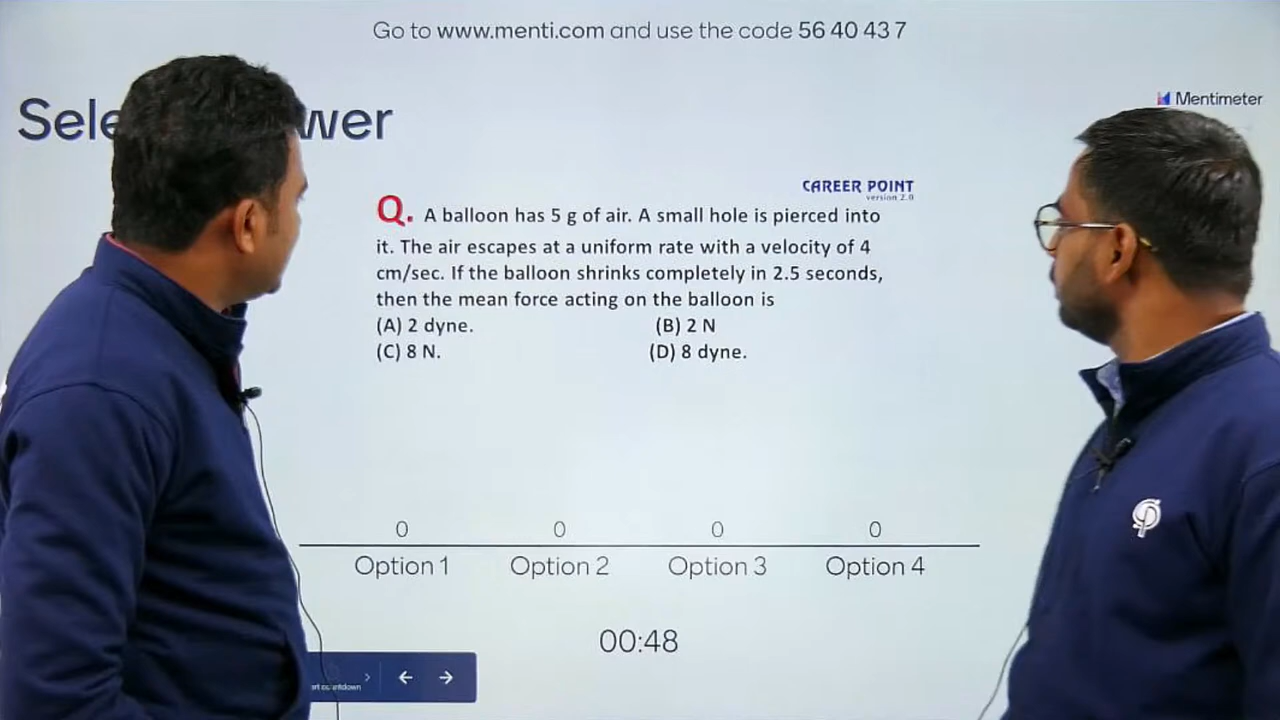 Go to www.menti.com and use the code 56 40 43 7
Mentimeter
CAREER POINT
version 2.0
Q. A balloon has 5 g of air. A small hole is pierced into
it. The air escapes at a uniform rate with a velocity of 4
cm/sec. If the balloon shrinks completely in 2.5 seconds,
then the mean force acting on the balloon is
(A) 2 dyne. (B) 2 N
(C) 8 N. (D) 8 dyne.
0 0 0 0
Option 1 Option 2 Option 3 Option 4
00:48